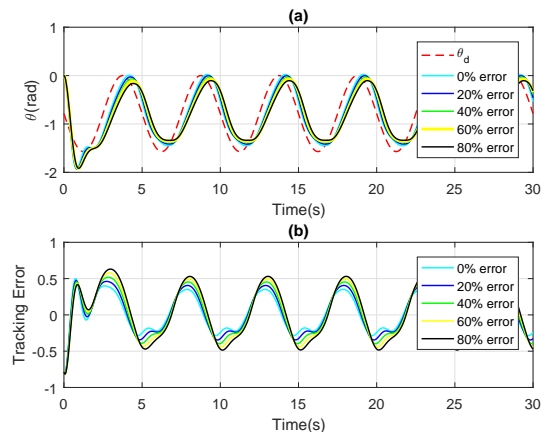 (a)
θ(rad)
0
-1
-2
0 5 10 15 20 25 30
Time(s)
θd
0% error
20% error
40% error
60% error
80% error
(b)
Tracking Error
1
0.5
0
-0.5
-1
0 5 10 15 20 25 30
Time(s)
0% error
20% error
40% error
60% error
80% error